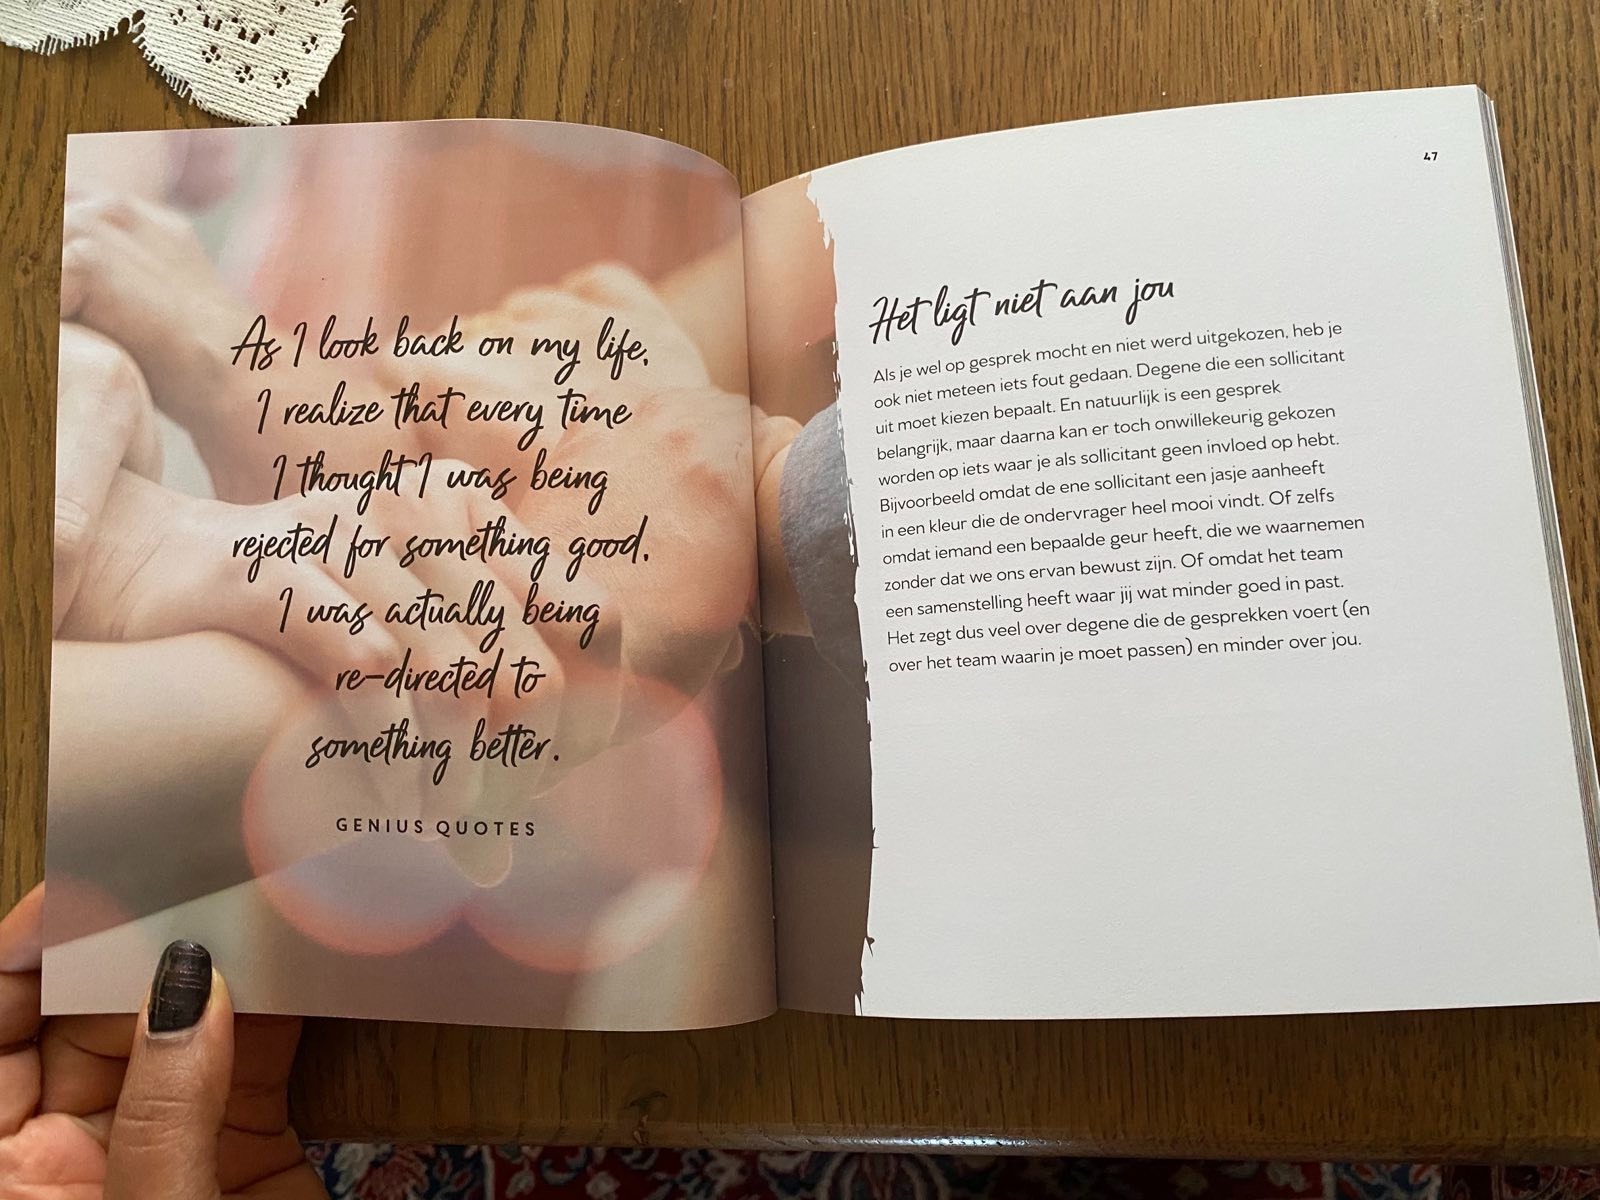 As I look back on my life,
I realize that every time
I thought I was being
rejected for something good,
I was actually being
re-directed to
something better.
GENIUS QUOTES
47
Het ligt niet aan jou
Als je wel op gesprek mocht en niet werd uitgekozen, heb je
ook niet meteen iets fout gedaan. Degene die een sollicitant
uit moet kiezen bepaalt. En natuurlijk is een gesprek
belangrijk, maar daarna kan er toch onwillekeurig gekozen
worden op iets waar je als sollicitant geen invloed op hebt.
Bijvoorbeeld omdat de ene sollicitant een jasje aanheeft
in een kleur die de ondervrager heel mooi vindt. Of zelfs
omdat iemand een bepaalde geur heeft, die we waarnemen
zonder dat we ons ervan bewust zijn. Of omdat het team
een samenstelling heeft waar jij wat minder goed in past.
Het zegt dus veel over degene die de gesprekken voert (en
over het team waarin je moet passen) en minder over jou.